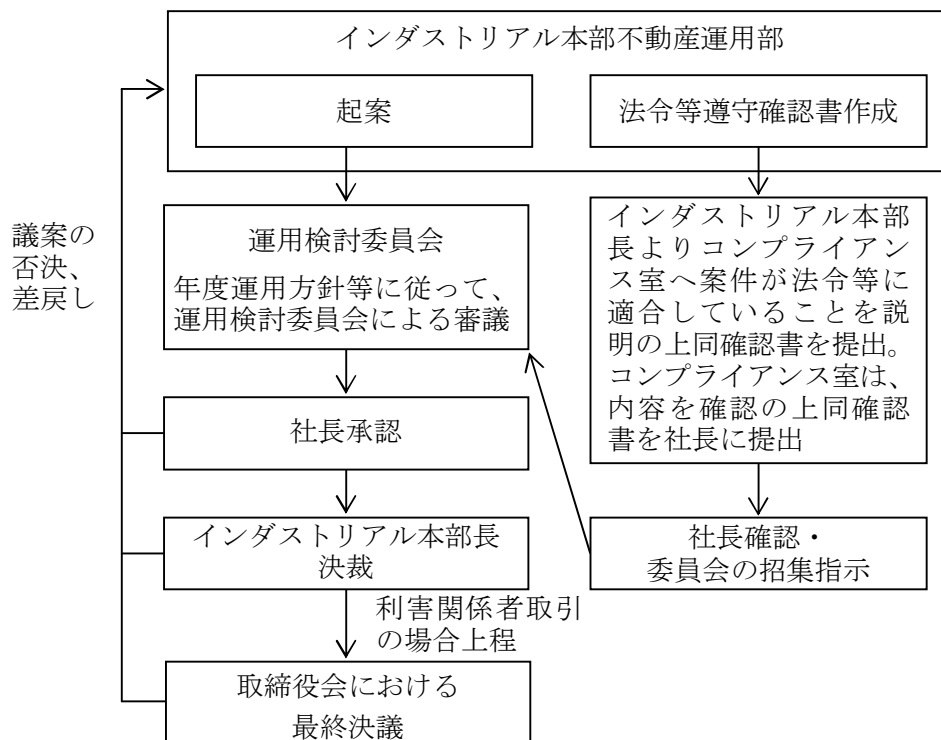 インダストリアル本部不動産運用部
起案
法令等遵守確認書作成
議案の
否決、
差戻し
運用検討委員会
年度運用方針等に従って、
運用検討委員会による審議
インダストリアル本部
長よりコンプライアン
ス室へ案件が法令等に
適合していることを説
明の上同確認書を提出。
コンプライアンス室は、
内容を確認の上同確認
書を社長に提出
社長承認
インダストリアル本部長
決裁
社長確認・
委員会の招集指示
利害関係者取引
の場合上程
取締役会における
最終決議